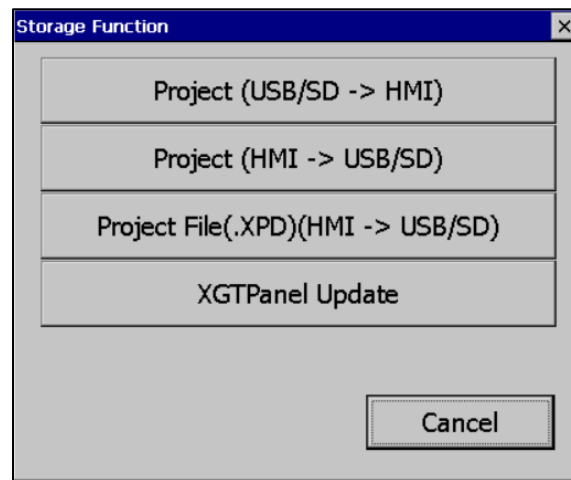 Storage Function
Project (USB/SD -> HMI)
Project (HMI -> USB/SD)
Project File(.XPD)(HMI -> USB/SD)
XGTPanel Update
Cancel